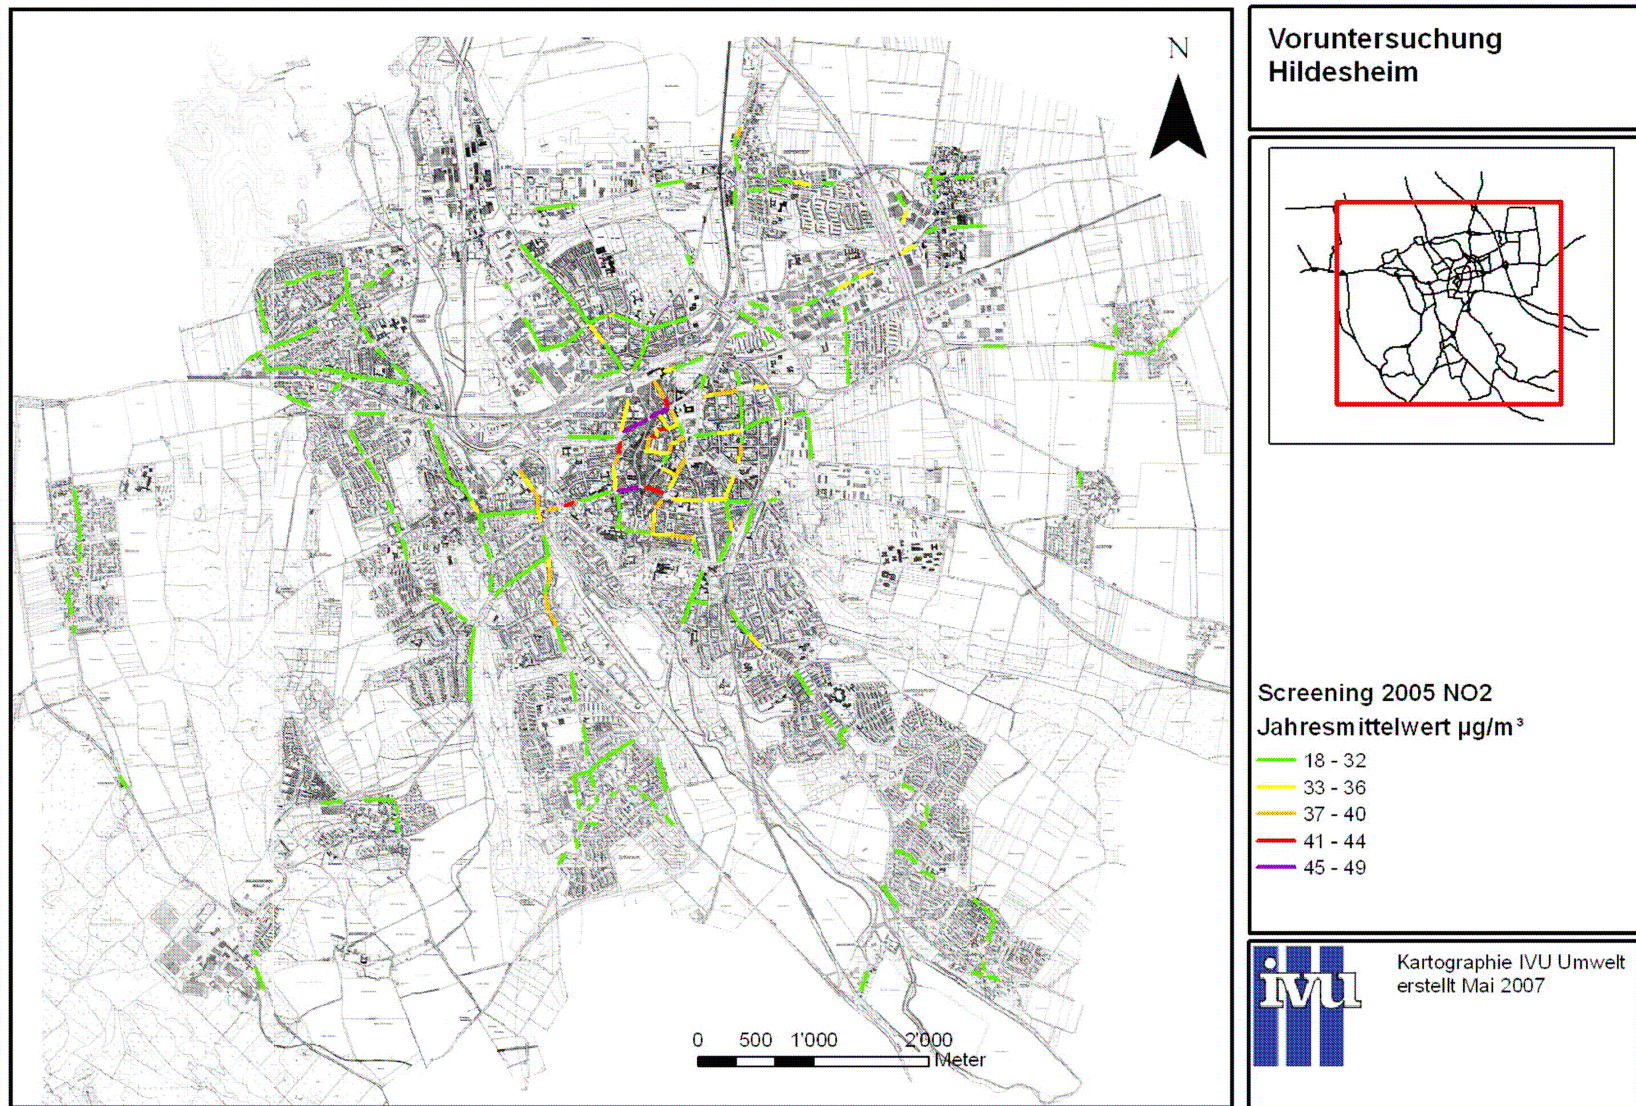 N
Voruntersuchung
Hildesheim
Screening 2005 NO2
Jahresmittelwert µg/m³
18 - 32
33 - 36
37 - 40
41 - 44
45 - 49
ivu
Kartographie IVU Umwelt
erstellt Mai 2007
0 500 1'000 2'000
Meter